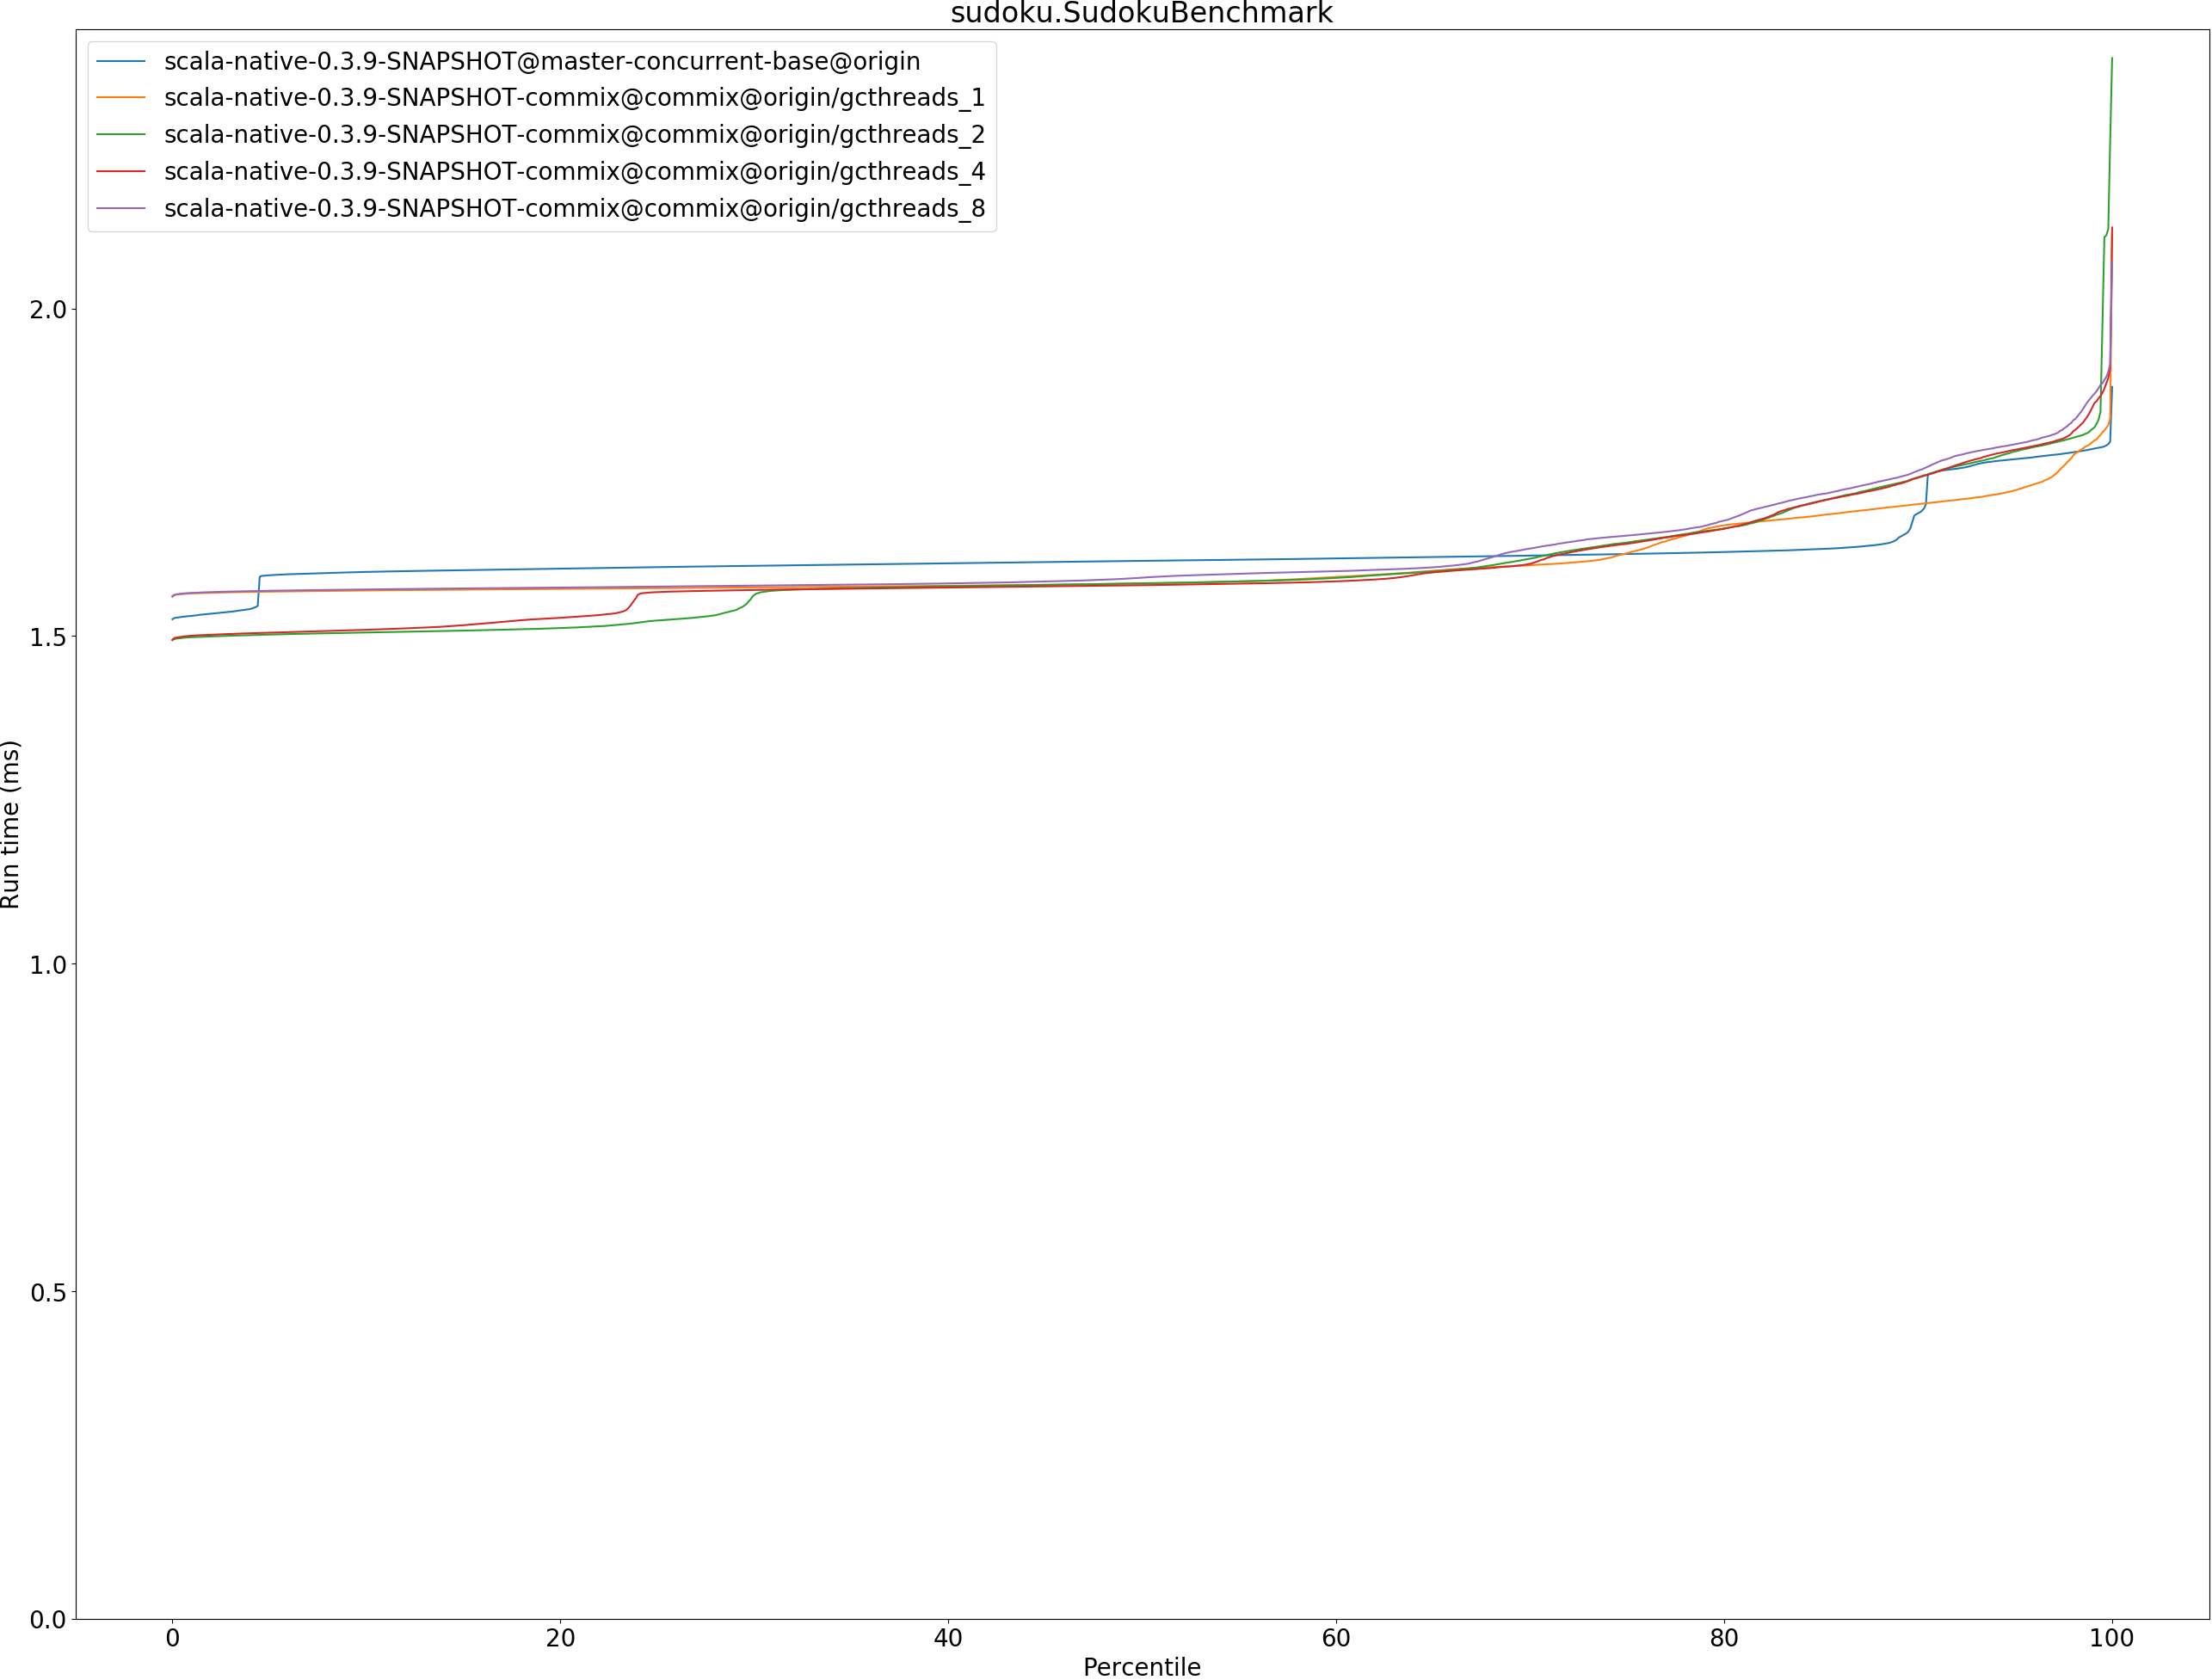 sudoku.SudokuBenchmark
scala-native-0.3.9-SNAPSHOT@master-concurrent-base@origin
scala-native-0.3.9-SNAPSHOT-commix@commix@origin/gcthreads_1
scala-native-0.3.9-SNAPSHOT-commix@commix@origin/gcthreads_2
scala-native-0.3.9-SNAPSHOT-commix@commix@origin/gcthreads_4
scala-native-0.3.9-SNAPSHOT-commix@commix@origin/gcthreads_8
2.0
1.5
1.0
0.5
0.0
Run time (ms)
0 20 40 60 80 100
Percentile